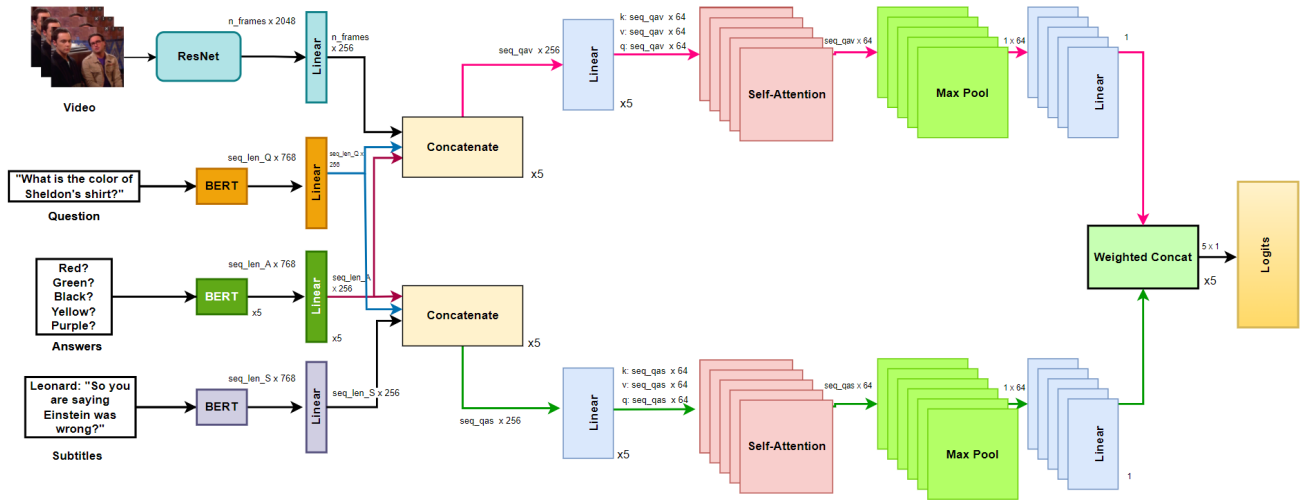 Video
ResNet
n_frames x 2048
Linear
n_frames
x 256
"What is the color of
Sheldon's shirt?"
Question
BERT
seq_len_Q x 768
Linear
seq_len_Q x
256
Red?
Green?
Black?
Yellow?
Purple?
Answers
BERT
x5
seq_len_A x 768
Linear
x5
seq_len_A
x 256
Leonard: "So you
are saying
Einstein was
wrong?"
Subtitles
BERT
seq_len_S x 768
Linear
seq_len_S x 256
Concatenate
x5
seq_qav x 256
Linear
x5
k: seq_qav x 64
v: seq_qav x 64
q: seq_qav x 64
Self-Attention
seq_qav x 64
Max Pool
1 x 64
Linear
1
Concatenate
x5
seq_qas x 256
Linear
x5
k: seq_qas x 64
v: seq_qas x 64
q: seq_qas x 64
Self-Attention
seq_qas x 64
Max Pool
1 x 64
Linear
1
Weighted Concat
x5
5 x 1
Logits